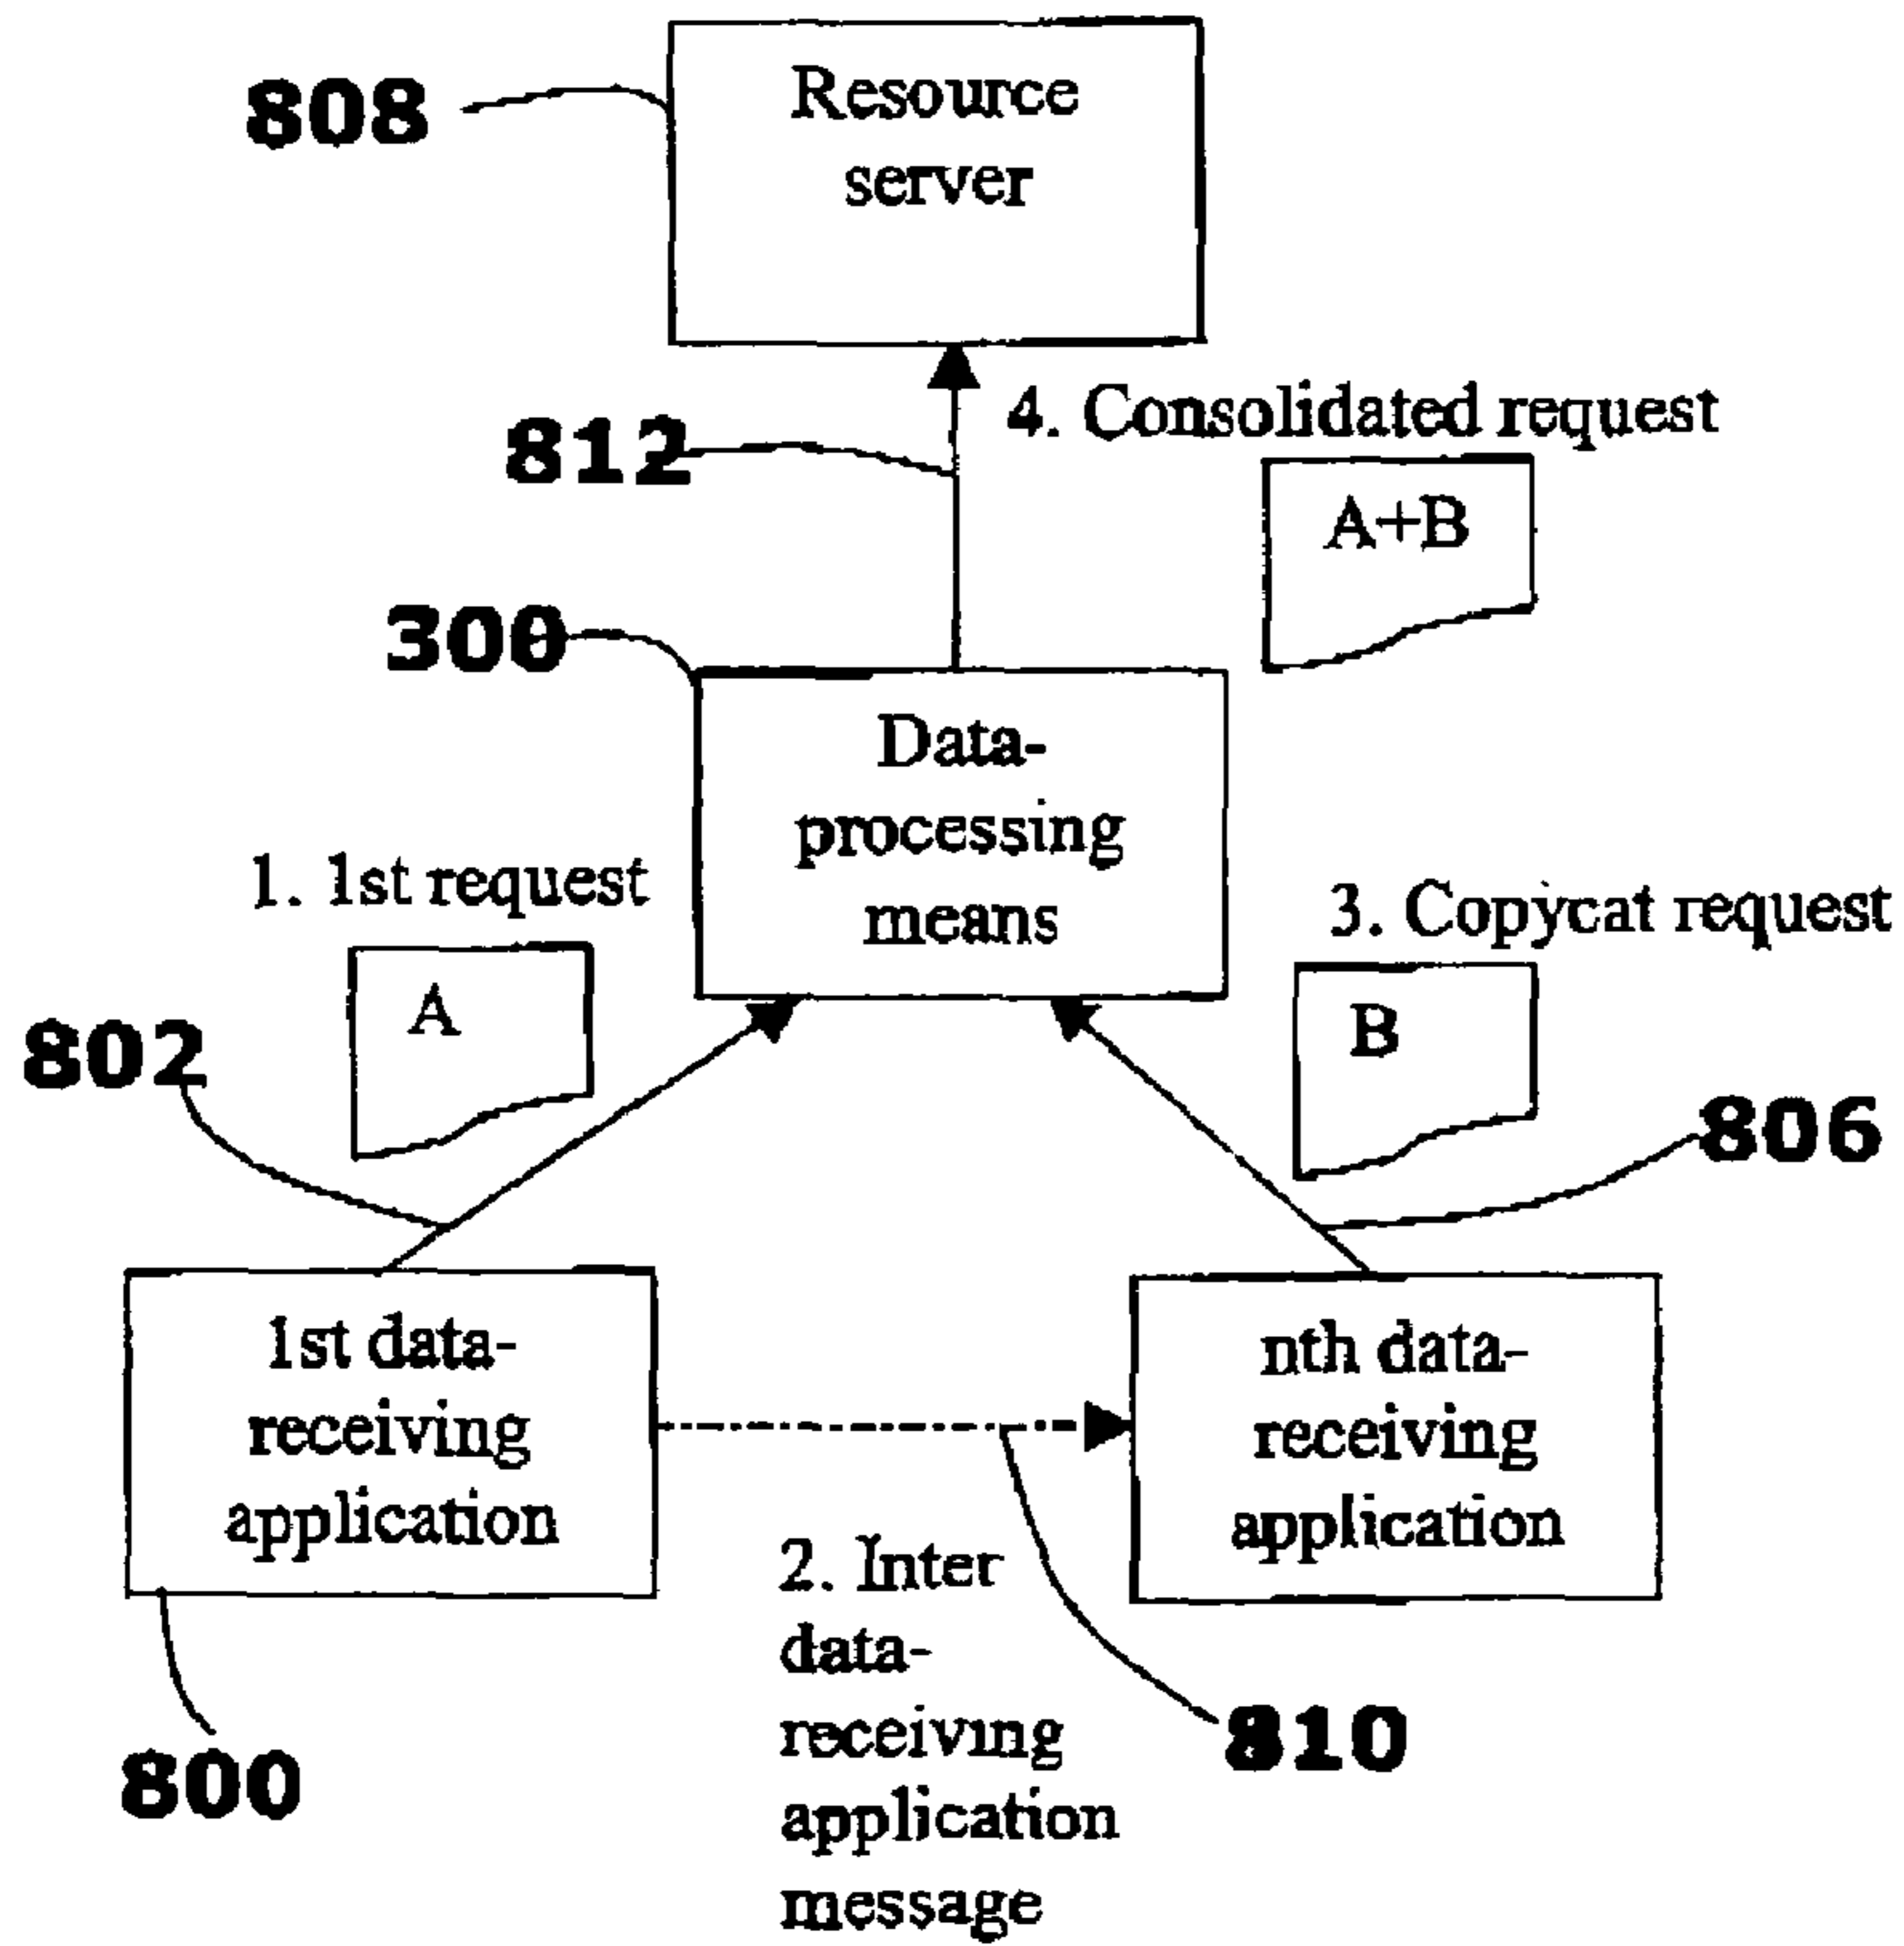 808
Resource
server
812
4. Consolidated request
A+B
300
Data-
processing
means
1. 1st request
A
802
3. Copycat request
B
806
1st data-
receiving
application
800
nth data-
receiving
application
2. Inter
data-
receiving
application
message
810